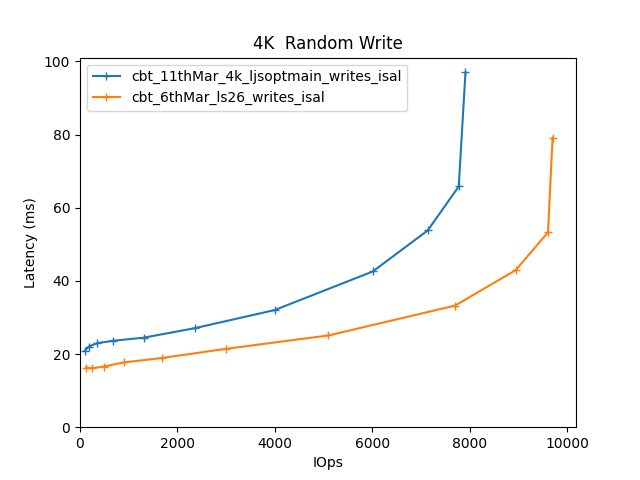 4K  Random Write
cbt_11thMar_4k_ljsoptmain_writes_isal
cbt_6thMar_ls26_writes_isal
Latency (ms)
100
80
60
40
20
0
0 2000 4000 6000 8000 10000
IOps